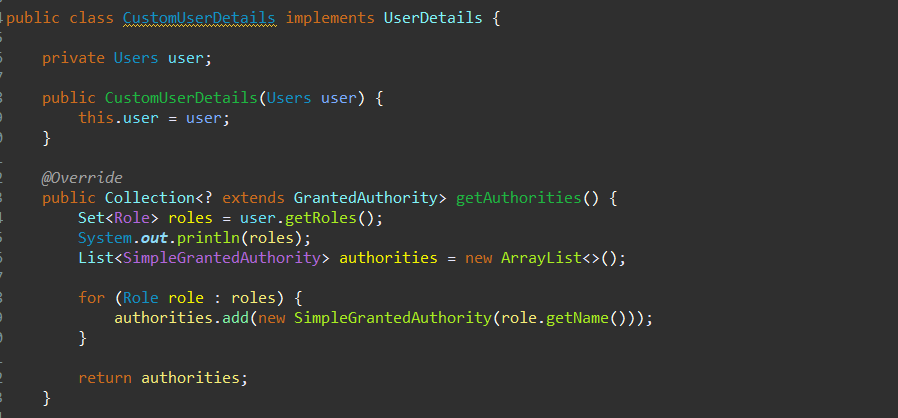 public class CustomUserDetails implements UserDetails {
private Users user;
public CustomUserDetails(Users user) {
this.user = user;
}
@Override
public Collection<? extends GrantedAuthority> getAuthorities() {
Set<Role> roles = user.getRoles();
System.out.println(roles);
List<SimpleGrantedAuthority> authorities = new ArrayList<>();
for (Role role : roles) {
authorities.add(new SimpleGrantedAuthority(role.getName()));
}
return authorities;
}